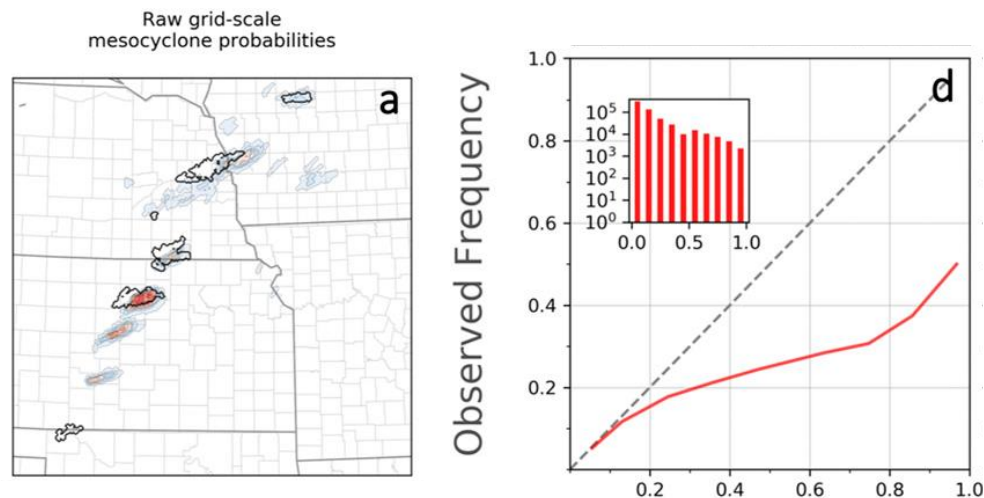 Raw grid-scale
mesocyclone probabilities
a
Observed Frequency
1.0
0.8
0.6
0.4
0.2
d
10⁵
10⁴
10³
10²
10¹
10⁰
0.0 0.5 1.0
0.2 0.4 0.6 0.8 1.0